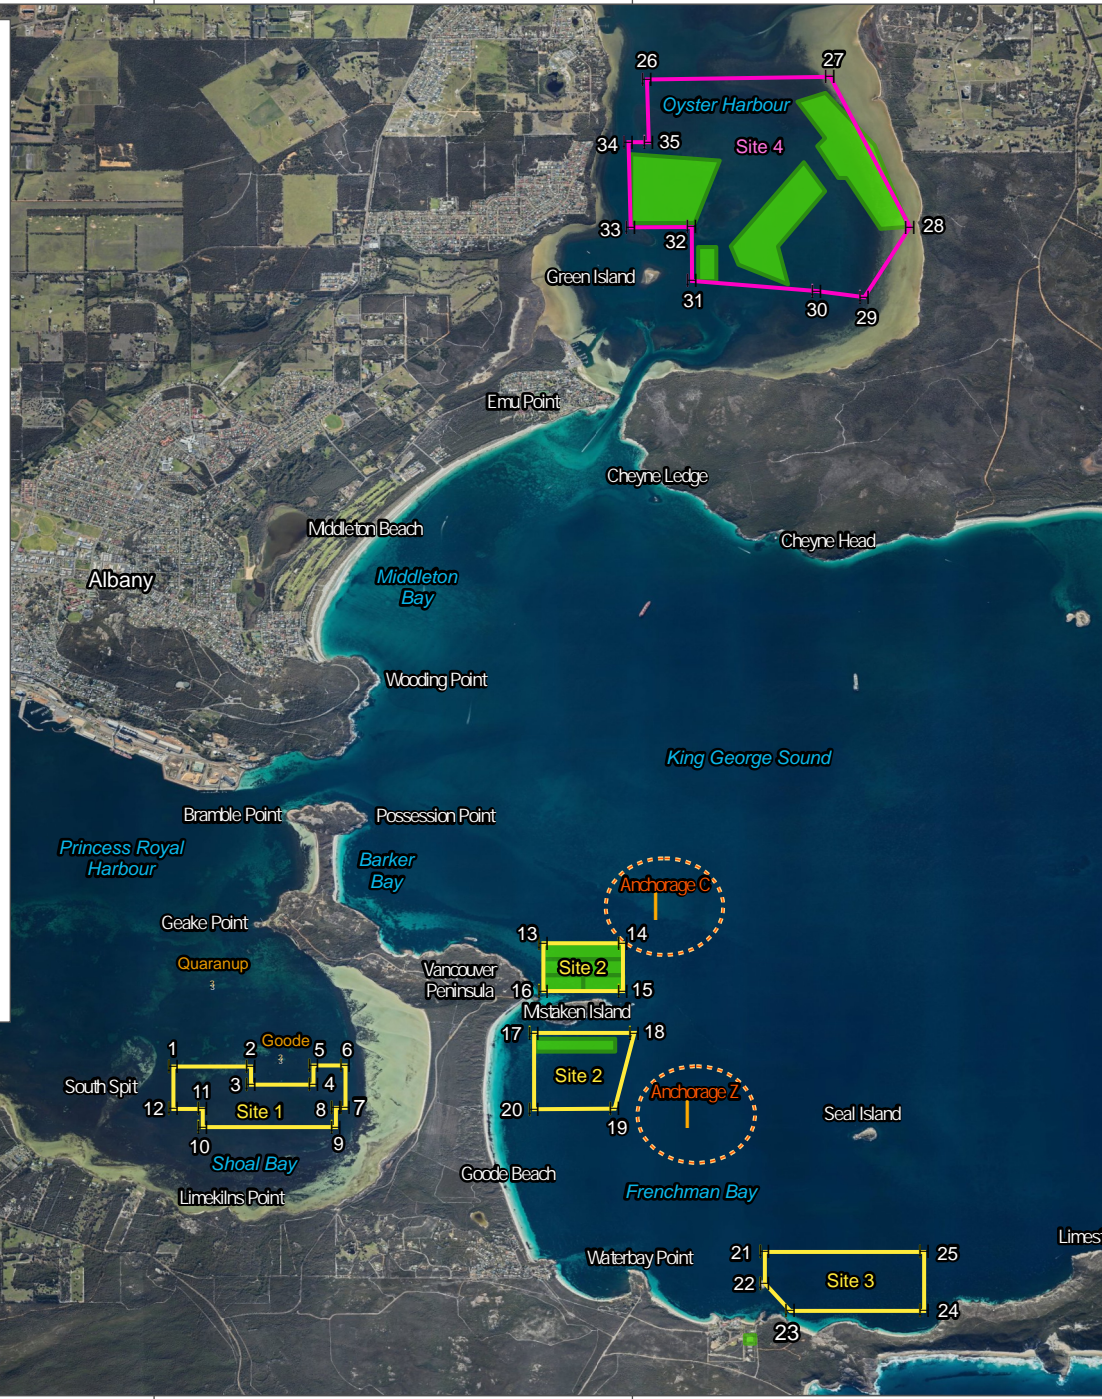 26
27
Oyster Harbour
34
35
Site 4
33
32
28
Green Island
31
30
29
Emu Point
Cheyne Ledge
Middleton Beach
Cheyne Head
Albany
Middleton
Bay
Wooding Point
King George Sound
Bramble Point
Possession Point
Princess Royal
Harbour
Barker
Bay
Anchorage C
Geake Point
13
14
Quaranup
Vancouver
Peninsula
Site 2
16
15
Mistaken Island
17
18
1
2
Goode
5
6
South Spit
11
3
4
Site 2
Anchorage Z
12
Site 1
8
7
20
19
Seal Island
10
9
Shoal Bay
Goode Beach
Limekilns Point
Frenchman Bay
Limest
21
25
Waterbay Point
22
Site 3
24
23